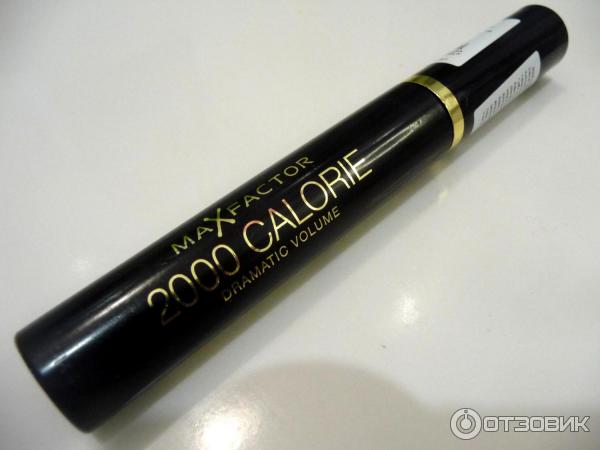 MAXFACTOR
2000 CALORIE
DRAMATIC VOLUME
ОТЗОВИК